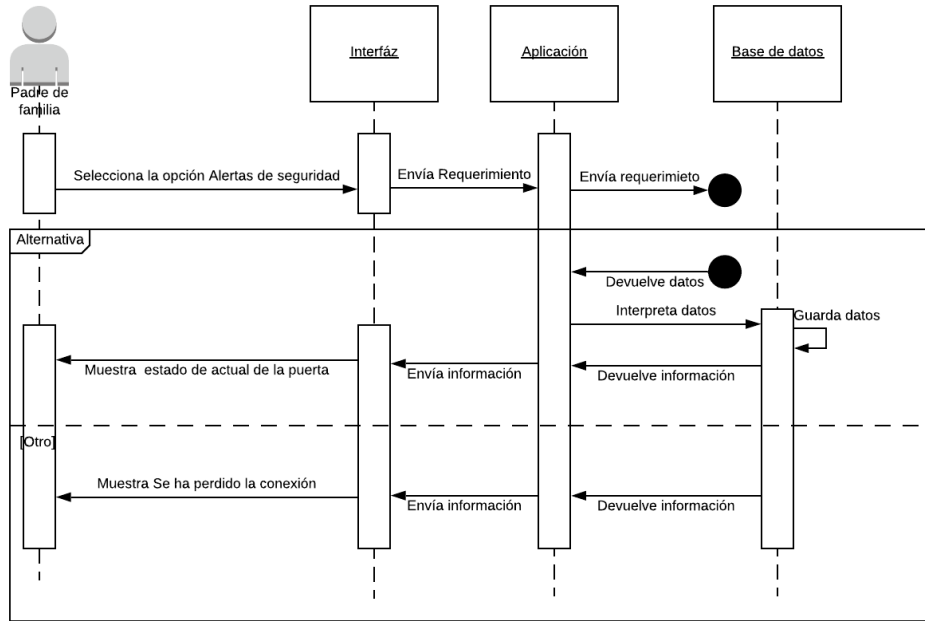 Interfáz
Aplicación
Base de datos
Padre de
familia
Selecciona la opción Alertas de seguridad
Envía Requerimiento
Envía requerimieto
Alternativa
Devuelve datos
Interpreta datos
Guarda datos
Muestra estado de actual de la puerta
Envía información
Devuelve información
[Otro]
Muestra Se ha perdido la conexión
Envía información
Devuelve información